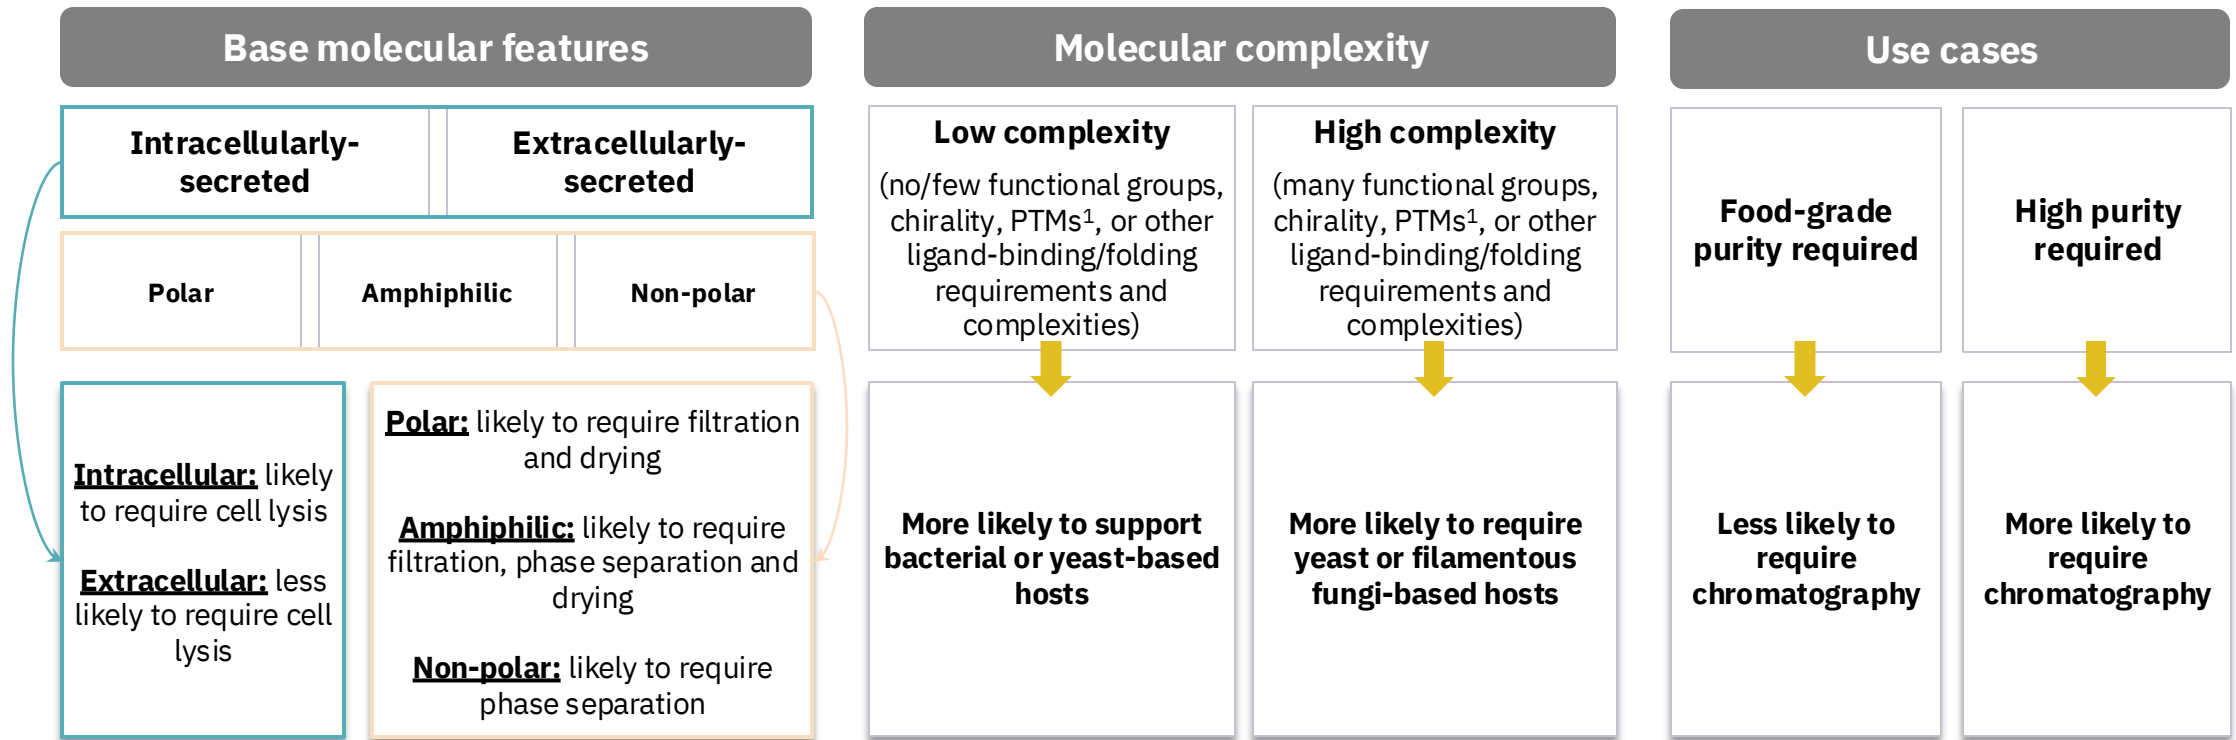 Base molecular features
Molecular complexity
Use cases
Intracellularly-
secreted
Extracellularly-
secreted
Polar
Amphiphilic
Non-polar
Intracellular: likely
to require cell lysis
Extracellular: less
likely to require cell
lysis
Polar: likely to require filtration
and drying
Amphiphilic: likely to require
filtration, phase separation and
drying
Non-polar: likely to require
phase separation
Low complexity
(no/few functional groups,
chirality, PTMs¹, or other
ligand-binding/folding
requirements and
complexities)
High complexity
(many functional groups,
chirality, PTMs¹, or other
ligand-binding/folding
requirements and
complexities)
More likely to support
bacterial or yeast-based
hosts
More likely to require
yeast or filamentous
fungi-based hosts
Food-grade
purity required
High purity
required
Less likely to
require
chromatography
More likely to
require
chromatography